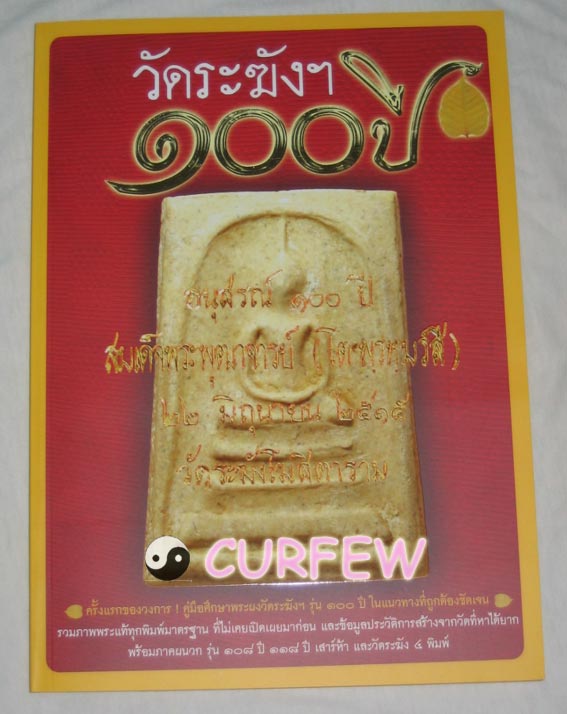 วัดระฆังฯ
๑๐๐ปี
อนุสรณ์ ๑๐๐ ปี
สมเด็จพระพุฒาจารย์ (โต พฺรหฺมรํสี)
๒๒ มิถุนายน ๒๕๑๕
วัดระฆังโฆสิตาราม
CURFEW
ครั้งแรกของวงการ ! คู่มือศึกษาพระผงวัดระฆังฯ รุ่น ๑๐๐ ปี ในแนวทางที่ถูกต้องชัดเจน
รวมภาพพระแท้ทุกพิมพ์มาตรฐาน ที่ไม่เคยเปิดเผยมาก่อน และข้อมูลประวัติการสร้างจากวัดที่หาได้ยาก
พร้อมภาคผนวก รุ่น ๑๐๘ ปี ๑๑๘ ปี เสาร์ห้า และวัดระฆัง ๕ พิมพ์